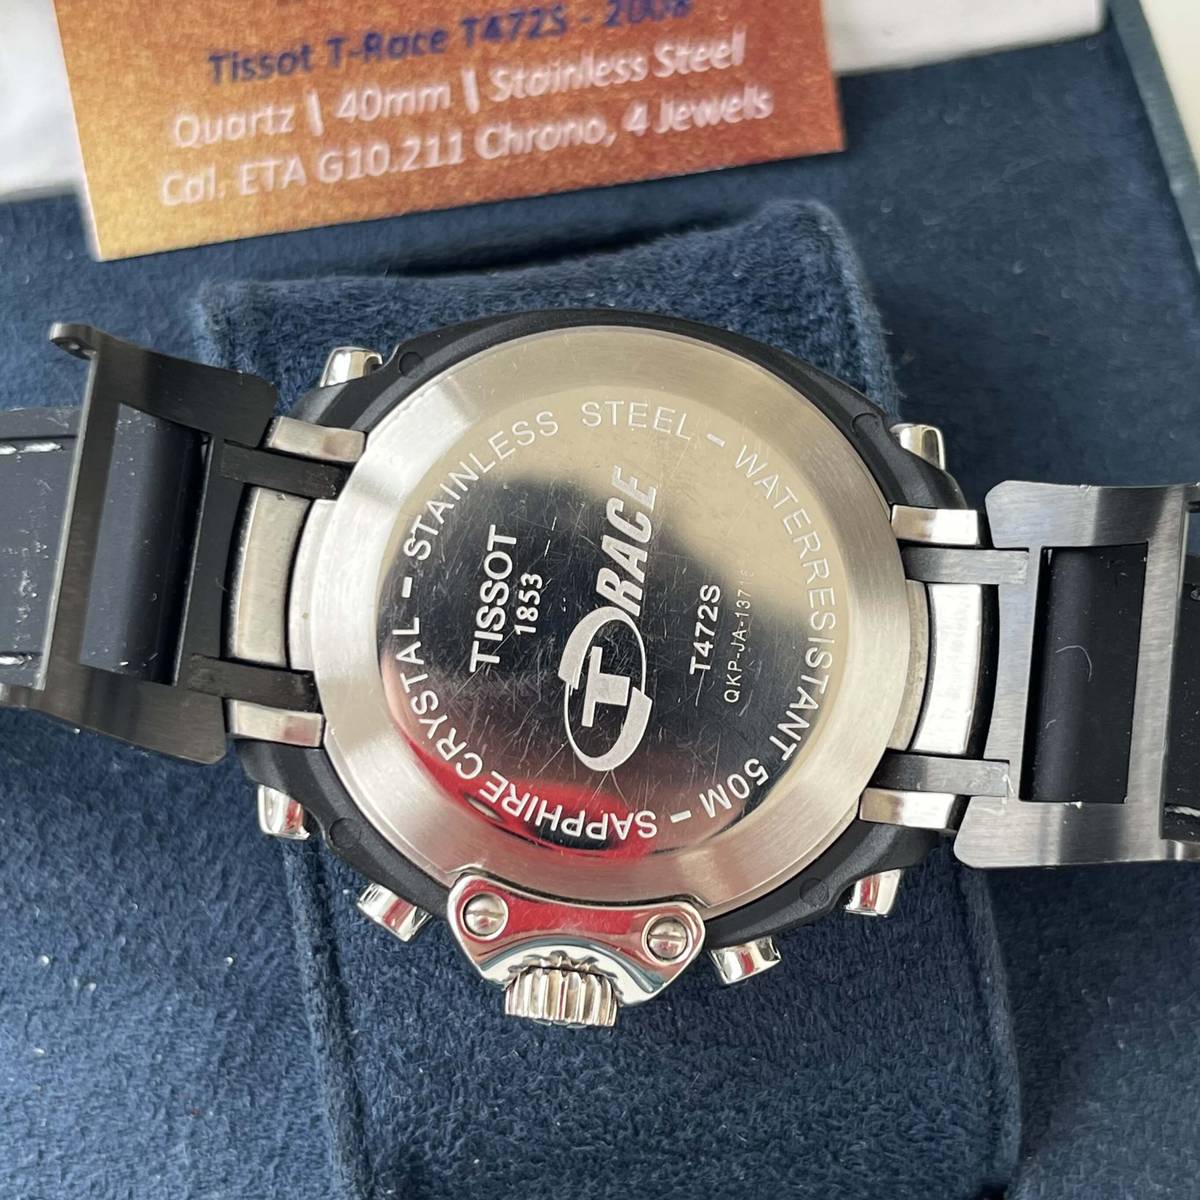 Tissot T-Race T472S - 2008
Quartz | 40mm | Stainless Steel
Cal. ETA G10.211 Chrono, 4 Jewells
STAINLESS STEEL - WATERRESISTANT 50M - SAPPHIRE CRYSTAL -
TISSOT
1853
T RACE
T472S